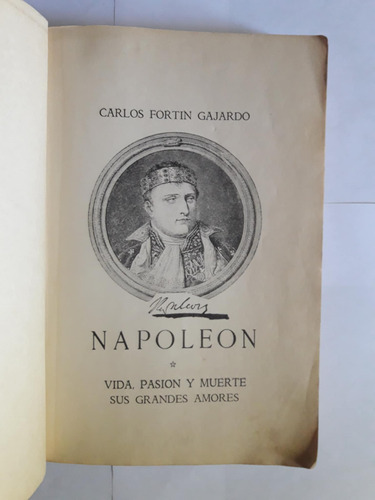 CARLOS FORTIN GAJARDO
NAPOLEON
VIDA, PASION Y MUERTE
SUS GRANDES AMORES